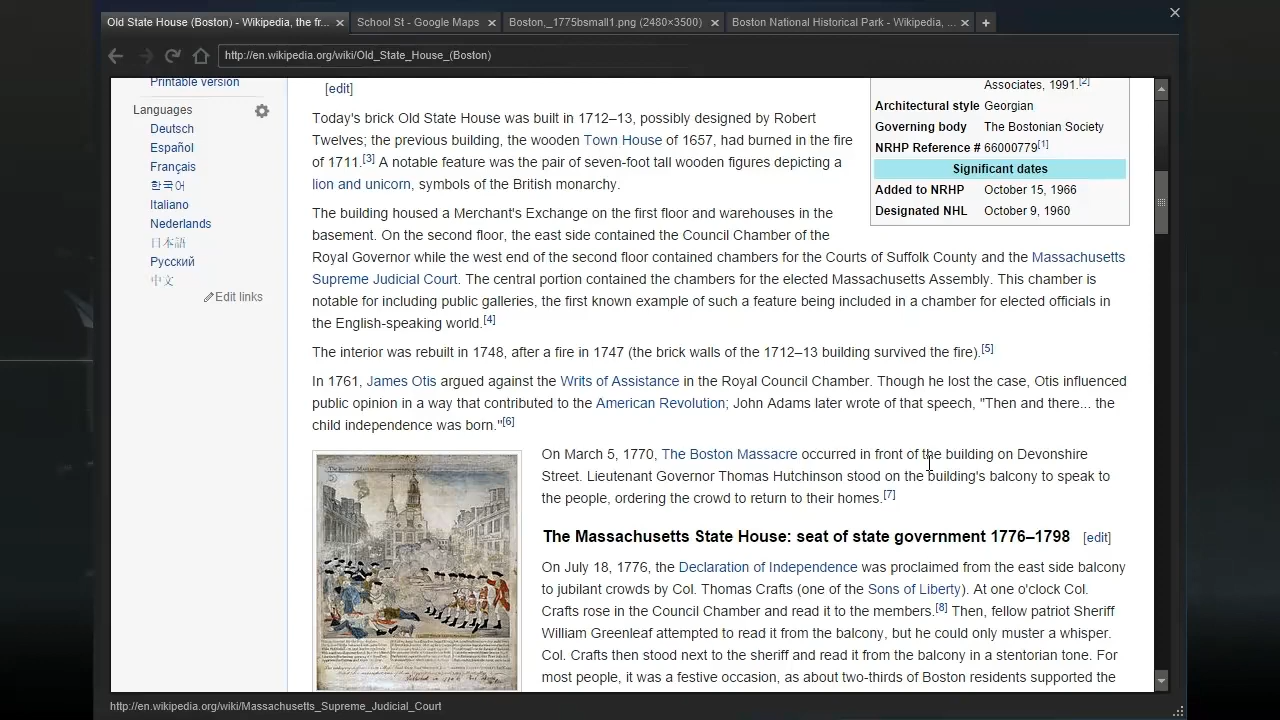 Old State House (Boston) - Wikipedia, the fr...
School St - Google Maps
Boston,_1775bsmall1.png (2480×3500)
Boston National Historical Park - Wikipedia, ...
http://en.wikipedia.org/wiki/Old_State_House_(Boston)
Printable version
Languages
Deutsch
Español
Français
한국어
Italiano
Nederlands
日本語
Русский
中文
Edit links
[edit]
Today's brick Old State House was built in 1712–13, possibly designed by Robert
Twelves; the previous building, the wooden Town House of 1657, had burned in the fire
of 1711.[3] A notable feature was the pair of seven-foot tall wooden figures depicting a
lion and unicorn, symbols of the British monarchy.
The building housed a Merchant's Exchange on the first floor and warehouses in the
basement. On the second floor, the east side contained the Council Chamber of the
Royal Governor while the west end of the second floor contained chambers for the Courts of Suffolk County and the Massachusetts
Supreme Judicial Court. The central portion contained the chambers for the elected Massachusetts Assembly. This chamber is
notable for including public galleries, the first known example of such a feature being included in a chamber for elected officials in
the English-speaking world.[4]
The interior was rebuilt in 1748, after a fire in 1747 (the brick walls of the 1712–13 building survived the fire).[5]
In 1761, James Otis argued against the Writs of Assistance in the Royal Council Chamber. Though he lost the case, Otis influenced
public opinion in a way that contributed to the American Revolution; John Adams later wrote of that speech, "Then and there... the
child independence was born."[6]
On March 5, 1770, The Boston Massacre occurred in front of the building on Devonshire
Street. Lieutenant Governor Thomas Hutchinson stood on the building's balcony to speak to
the people, ordering the crowd to return to their homes.[7]
The Massachusetts State House: seat of state government 1776–1798 [edit]
On July 18, 1776, the Declaration of Independence was proclaimed from the east side balcony
to jubilant crowds by Col. Thomas Crafts (one of the Sons of Liberty). At one o'clock Col.
Crafts rose in the Council Chamber and read it to the members.[8] Then, fellow patriot Sheriff
William Greenleaf attempted to read it from the balcony, but he could only muster a whisper.
Col. Crafts then stood next to the sheriff and read it from the balcony in a stentorian tone. For
most people, it was a festive occasion, as about two-thirds of Boston residents supported the
Associates, 1991.[2]
Architectural style Georgian
Governing body The Bostonian Society
NRHP Reference # 66000779[1]
Significant dates
Added to NRHP October 15, 1966
Designated NHL October 9, 1960
http://en.wikipedia.org/wiki/Massachusetts_Supreme_Judicial_Court